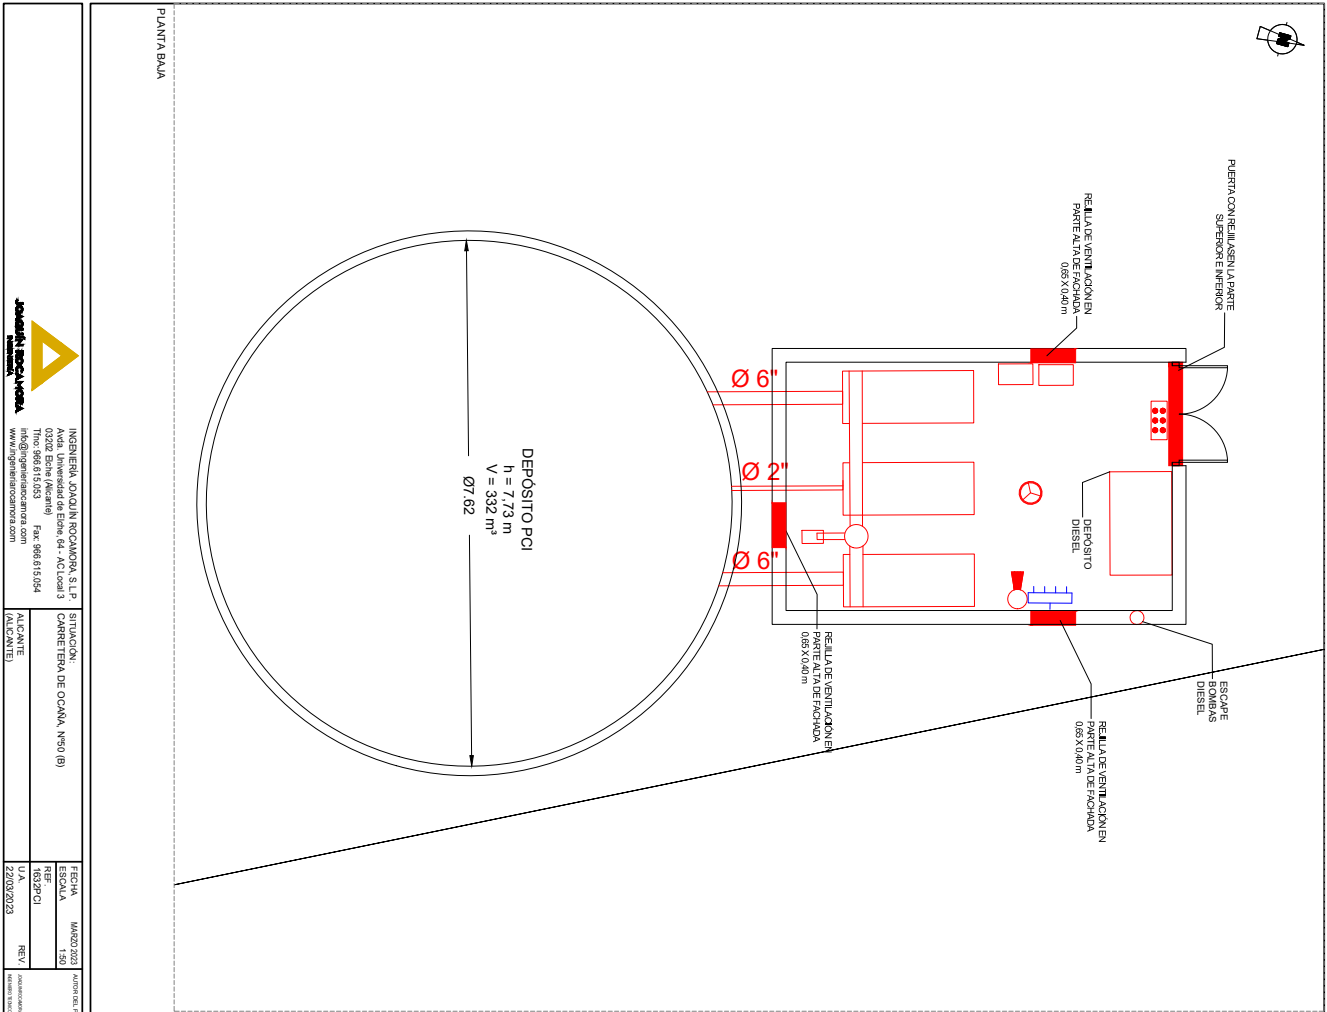 PLANTA BAJA
N
PUERTA CON REJILLAS EN LA PARTE
SUPERIOR E INFERIOR
REJILLA DE VENTILACIÓN EN
PARTE ALTA DE FACHADA
0,65 X 0,40 m
Ø 6"
Ø 2"
Ø 6"
DEPÓSITO PCI
h = 7,73 m
V = 332 m³
Ø7.62
DEPÓSITO
DIESEL
REJILLA DE VENTILACIÓN EN
PARTE ALTA DE FACHADA
0,65 X 0,40 m
ESCAPE
BOMBAS
DIESEL
REJILLA DE VENTILACIÓN EN
PARTE ALTA DE FACHADA
0,65 X 0,40 m
JOAQUÍN ROCAMORA
INGENIERÍA
INGENIERÍA JOAQUÍN ROCAMORA, S.L.P.
Avda. Universidad de Elche, 64 - AC Local 3
03202 Elche (Alicante)
Tfno: 966.615.053 Fax: 966.615.054
info@ingenieriarocamora.com
www.ingenieriarocamora.com
SITUACIÓN:
CARRETERA DE OCAÑA, Nº50 (B)
ALICANTE
(ALICANTE)
FECHA MARZO 2023
ESCALA 1:50
REF.
1632PCI
U.A. REV.
22/03/2023
AUTOR DEL